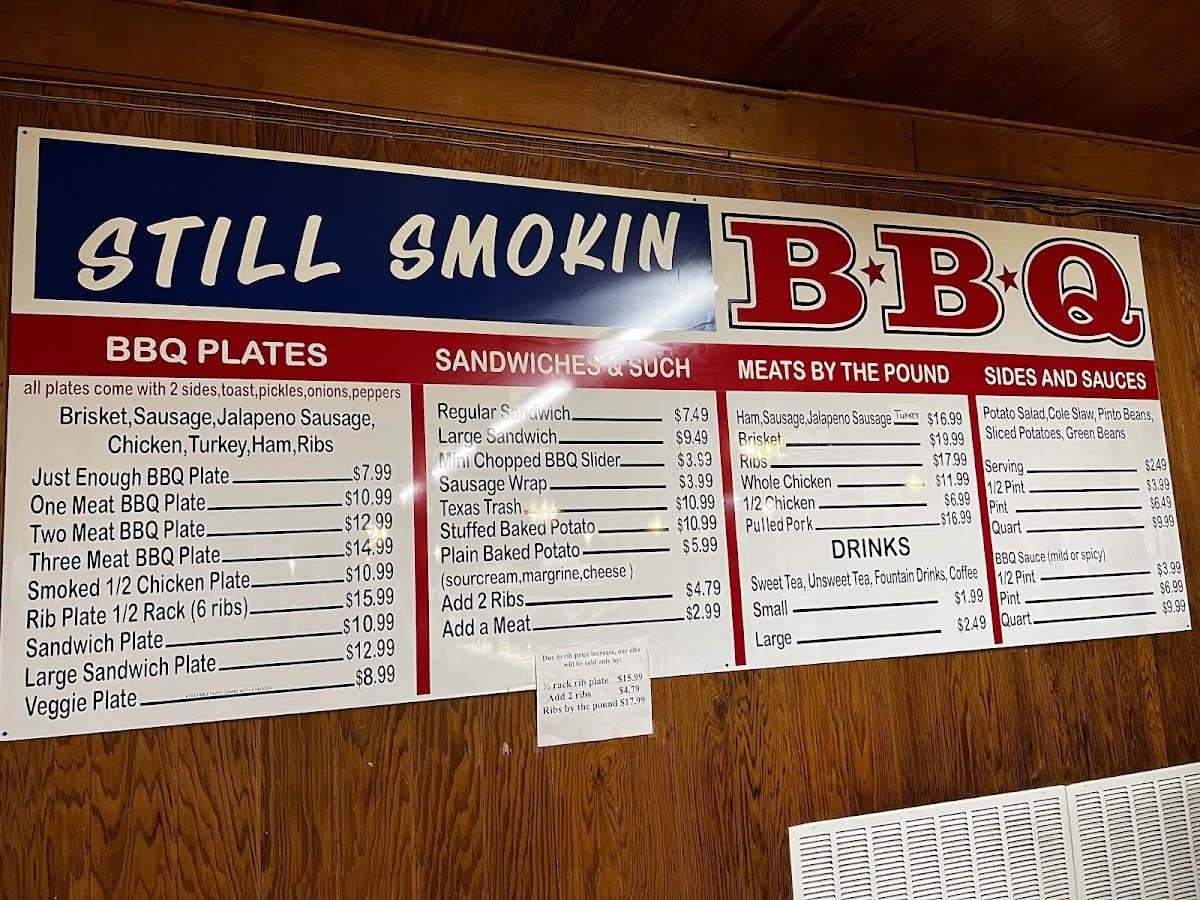 STILL SMOKIN
B★B★Q
BBQ PLATES
all plates come with 2 sides,toast,pickles,onions,peppers
Brisket,Sausage,Jalapeno Sausage,
Chicken,Turkey,Ham,Ribs
Just Enough BBQ Plate $7.99
One Meat BBQ Plate $10.99
Two Meat BBQ Plate $12.99
Three Meat BBQ Plate $14.99
Smoked 1/2 Chicken Plate $10.99
Rib Plate 1/2 Rack (6 ribs) $15.99
Sandwich Plate $10.99
Large Sandwich Plate $12.99
Veggie Plate $8.99
VEGETABLE PLATE COMES WITH 4 VEGGIES
SANDWICHES & SUCH
Regular Sandwich $7.49
Large Sandwich $9.49
Mini Chopped BBQ Slider $3.99
Sausage Wrap $3.99
Texas Trash $10.99
Stuffed Baked Potato $10.99
Plain Baked Potato $5.99
(sourcream,margrine,cheese )
Add 2 Ribs $4.79
Add a Meat $2.99
Due to rib price increase, our ribs
will be sold only by:
½ rack rib plate $15.99
Add 2 ribs $4.79
Ribs by the pound $17.99
MEATS BY THE POUND
Ham,Sausage,Jalapeno Sausage Turkey $16.99
Brisket $19.99
Ribs $17.99
Whole Chicken $11.99
1/2 Chicken $6.99
Pulled Pork $16.99
DRINKS
Sweet Tea, Unsweet Tea, Fountain Drinks, Coffee
Small $1.99
Large $2.49
SIDES AND SAUCES
Potato Salad,Cole Slaw, Pinto Beans,
Sliced Potatoes, Green Beans
Serving $2.49
1/2 Pint $3.99
Pint $6.49
Quart $9.99
BBQ Sauce (mild or spicy)
1/2 Pint $3.99
Pint $6.99
Quart $9.99